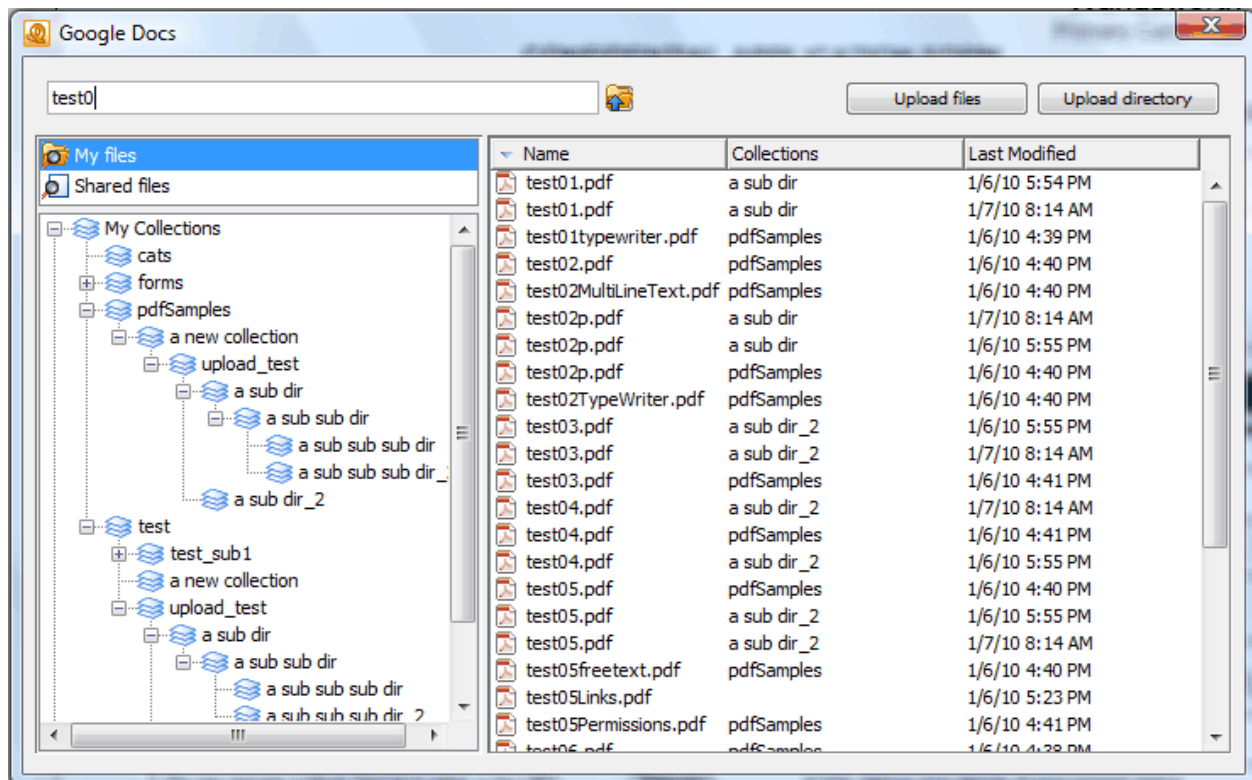 Google Docs
test0
Upload files
Upload directory
My files
Shared files
My Collections
cats
forms
pdfSamples
a new collection
upload_test
a sub dir
a sub sub dir
a sub sub sub dir
a sub sub sub dir_
a sub dir_2
test
test_sub1
a new collection
upload_test
a sub dir
a sub sub dir
a sub sub sub dir
a sub sub sub dir_2
Name Collections Last Modified
test01.pdf a sub dir 1/6/10 5:54 PM
test01.pdf a sub dir 1/7/10 8:14 AM
test01typewriter.pdf pdfSamples 1/6/10 4:39 PM
test02.pdf pdfSamples 1/6/10 4:40 PM
test02MultiLineText.pdf pdfSamples 1/6/10 4:40 PM
test02p.pdf a sub dir 1/7/10 8:14 AM
test02p.pdf a sub dir 1/6/10 5:55 PM
test02p.pdf pdfSamples 1/6/10 4:40 PM
test02TypeWriter.pdf pdfSamples 1/6/10 4:40 PM
test03.pdf a sub dir_2 1/6/10 5:55 PM
test03.pdf a sub dir_2 1/7/10 8:14 AM
test03.pdf pdfSamples 1/6/10 4:41 PM
test04.pdf a sub dir_2 1/7/10 8:14 AM
test04.pdf pdfSamples 1/6/10 4:41 PM
test04.pdf a sub dir_2 1/6/10 5:55 PM
test05.pdf pdfSamples 1/6/10 4:40 PM
test05.pdf a sub dir_2 1/6/10 5:55 PM
test05.pdf a sub dir_2 1/7/10 8:14 AM
test05freetext.pdf pdfSamples 1/6/10 4:40 PM
test05Links.pdf 1/6/10 5:23 PM
test05Permissions.pdf pdfSamples 1/6/10 4:41 PM
test06.pdf pdfSamples 1/6/10 4:38 PM